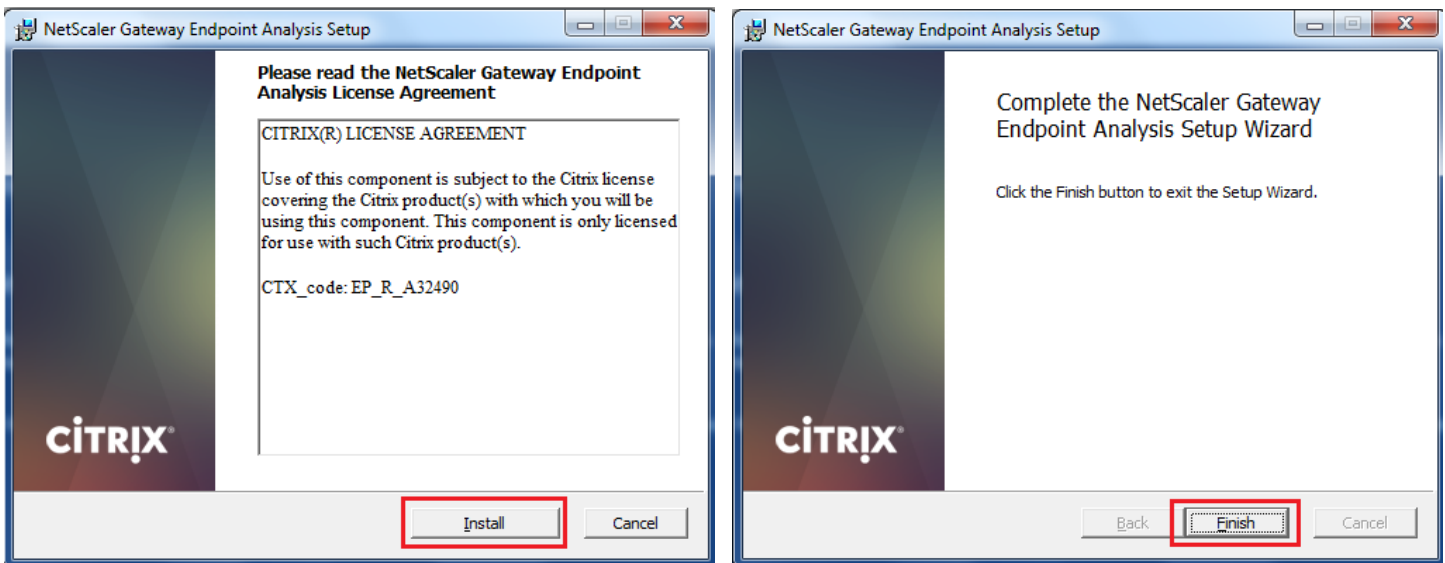 NetScaler Gateway Endpoint Analysis Setup
Please read the NetScaler Gateway Endpoint
Analysis License Agreement
CITRIX(R) LICENSE AGREEMENT
Use of this component is subject to the Citrix license
covering the Citrix product(s) with which you will be
using this component. This component is only licensed
for use with such Citrix product(s).
CTX_code: EP_R_A32490
CITRIX®
Install
Cancel
NetScaler Gateway Endpoint Analysis Setup
Complete the NetScaler Gateway
Endpoint Analysis Setup Wizard
Click the Finish button to exit the Setup Wizard.
CITRIX®
Back
Finish
Cancel